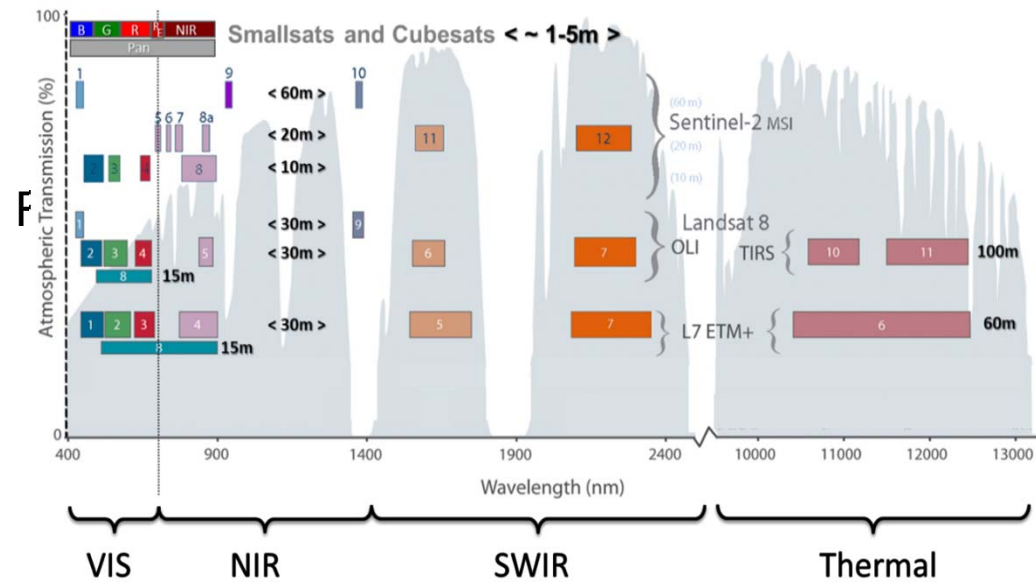 100
B G R RE NIR
Pan
Smallsats and Cubesats < ~ 1-5m >
1 9 < 60m > 10
(60 m)
5 6 7 8a < 20m > 11 12
Sentinel-2 MSI
(20 m)
2 3 4 8 < 10m >
(10 m)
1 < 30m > 9
Landsat 8
OLI
2 3 4 5 < 30m > 6 7
TIRS 10 11 100m
8 15m
1 2 3 4 < 30m > 5 7 L7 ETM+ 6 60m
8 15m
Atmospheric Transmission (%)
0
400 900 1400 1900 2400 10000 11000 12000 13000
Wavelength (nm)
VIS NIR SWIR Thermal